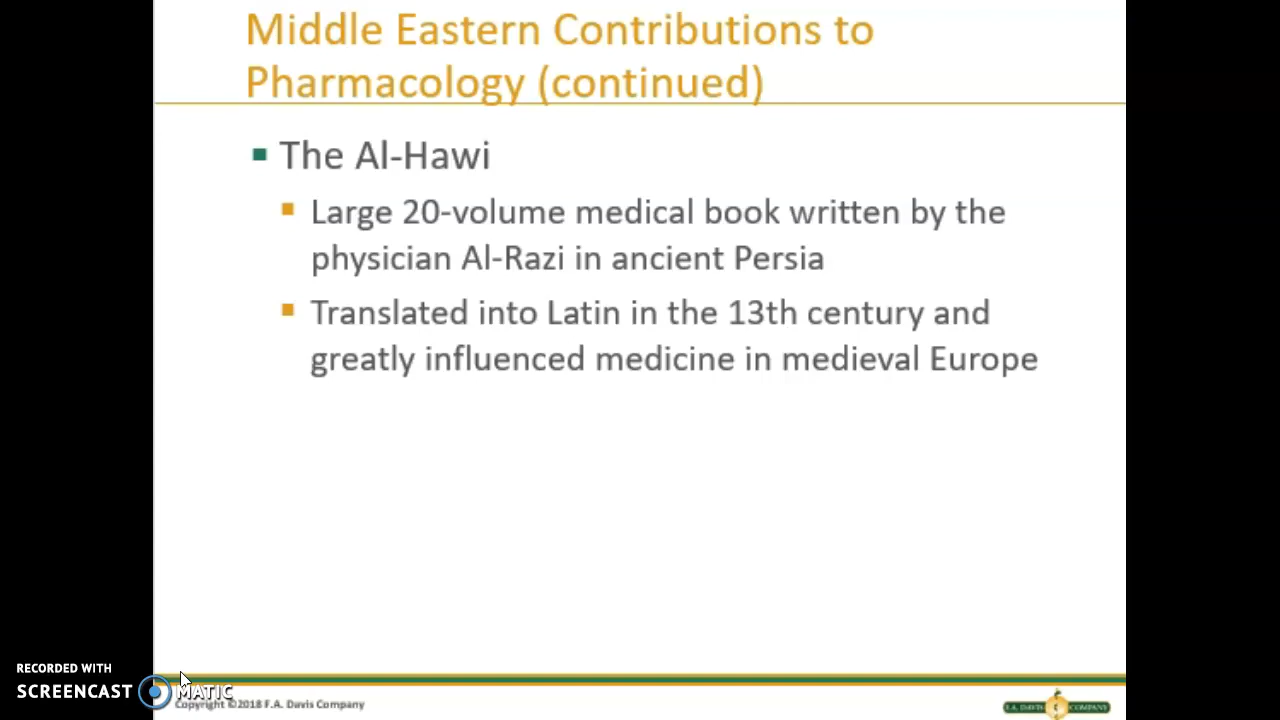 Middle Eastern Contributions to
Pharmacology (continued)
The Al-Hawi
Large 20-volume medical book written by the
physician Al-Razi in ancient Persia
Translated into Latin in the 13th century and
greatly influenced medicine in medieval Europe
RECORDED WITH
SCREENCAST MATIC
Copyright ©2018 F.A. Davis Company
F.A. DAVIS COMPANY